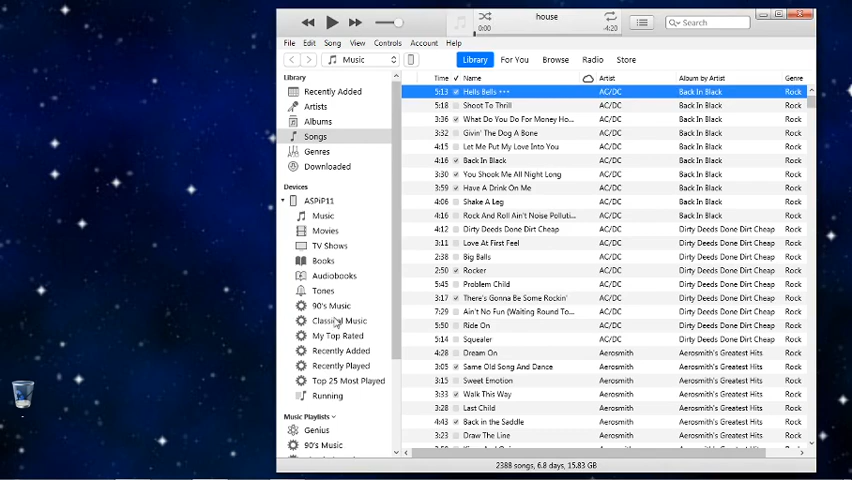 house
0:00
-4:20
Search
File Edit Song View Controls Account Help
Music
Library For You Browse Radio Store
Library
Recently Added
Artists
Albums
Songs
Genres
Downloaded
Devices
ASPiP11
Music
Movies
TV Shows
Books
Audiobooks
Tones
90's Music
Classical Music
My Top Rated
Recently Added
Recently Played
Top 25 Most Played
Running
Music Playlists
Genius
90's Music
Time Name Artist Album by Artist Genre
5:13 Hells Bells AC/DC Back In Black Rock
5:18 Shoot To Thrill AC/DC Back In Black Rock
3:36 What Do You Do For Money Ho... AC/DC Back In Black Rock
3:32 Givin' The Dog A Bone AC/DC Back In Black Rock
4:15 Let Me Put My Love Into You AC/DC Back In Black Rock
4:16 Back In Black AC/DC Back In Black Rock
3:30 You Shook Me All Night Long AC/DC Back In Black Rock
3:59 Have A Drink On Me AC/DC Back In Black Rock
4:06 Shake A Leg AC/DC Back In Black Rock
4:16 Rock And Roll Ain't Noise Polluti... AC/DC Back In Black Rock
4:12 Dirty Deeds Done Dirt Cheap AC/DC Dirty Deeds Done Dirt Cheap Rock
3:11 Love At First Feel AC/DC Dirty Deeds Done Dirt Cheap Rock
2:38 Big Balls AC/DC Dirty Deeds Done Dirt Cheap Rock
2:50 Rocker AC/DC Dirty Deeds Done Dirt Cheap Rock
5:45 Problem Child AC/DC Dirty Deeds Done Dirt Cheap Rock
3:17 There's Gonna Be Some Rockin' AC/DC Dirty Deeds Done Dirt Cheap Rock
7:29 Ain't No Fun (Waiting Round To... AC/DC Dirty Deeds Done Dirt Cheap Rock
5:50 Ride On AC/DC Dirty Deeds Done Dirt Cheap Rock
5:14 Squealer AC/DC Dirty Deeds Done Dirt Cheap Rock
4:28 Dream On Aerosmith Aerosmith's Greatest Hits Rock
3:05 Same Old Song And Dance Aerosmith Aerosmith's Greatest Hits Rock
3:15 Sweet Emotion Aerosmith Aerosmith's Greatest Hits Rock
3:33 Walk This Way Aerosmith Aerosmith's Greatest Hits Rock
3:28 Last Child Aerosmith Aerosmith's Greatest Hits Rock
4:43 Back in the Saddle Aerosmith Aerosmith's Greatest Hits Rock
3:23 Draw The Line Aerosmith Aerosmith's Greatest Hits Rock
2388 songs, 6.8 days, 15.83 GB